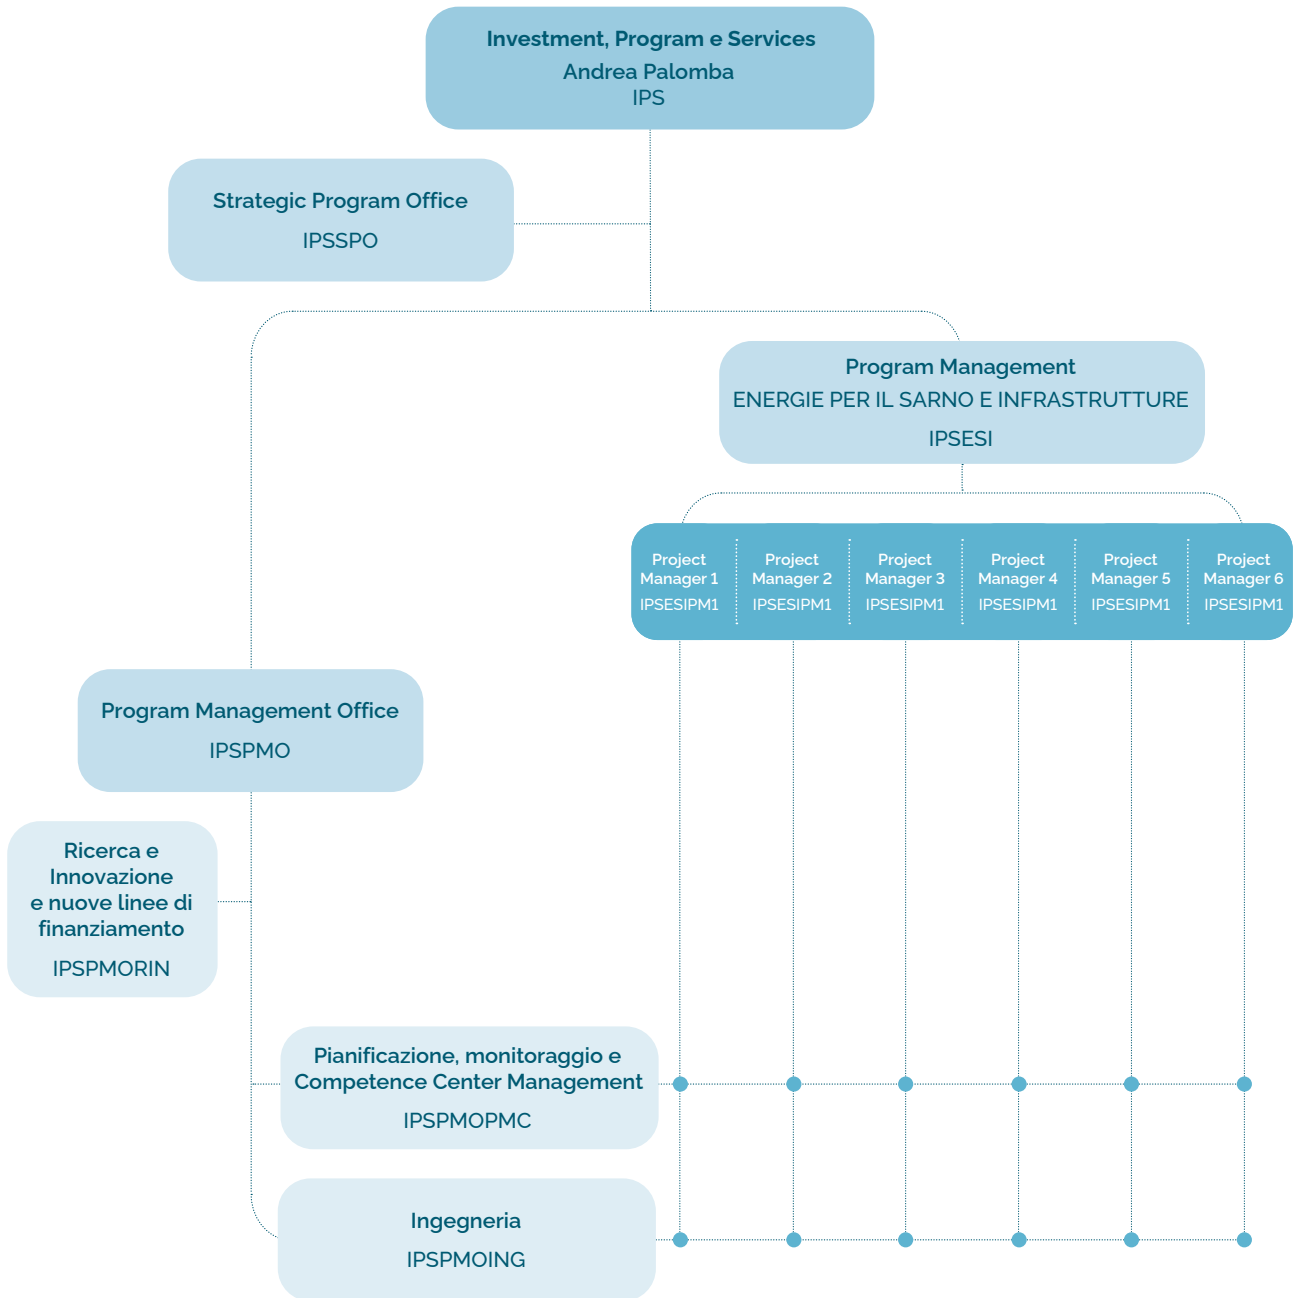 Investment, Program e Services
Andrea Palomba
IPS
Strategic Program Office
IPSSPO
Program Management
ENERGIE PER IL SARNO E INFRASTRUTTURE
IPSESI
Project
Manager 1
IPSESIPM1
Project
Manager 2
IPSESIPM1
Project
Manager 3
IPSESIPM1
Project
Manager 4
IPSESIPM1
Project
Manager 5
IPSESIPM1
Project
Manager 6
IPSESIPM1
Program Management Office
IPSPMO
Ricerca e
Innovazione
e nuove linee di
finanziamento
IPSPMORIN
Pianificazione, monitoraggio e
Competence Center Management
IPSPMOPMC
Ingegneria
IPSPMOING